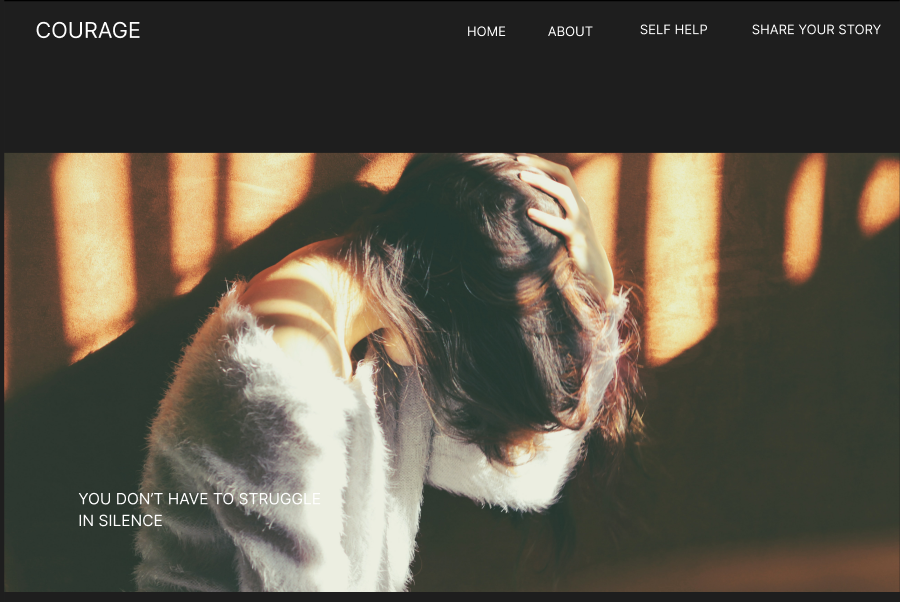 COURAGE
HOME
ABOUT
SELF HELP
SHARE YOUR STORY
YOU DON'T HAVE TO STRUGGLE
IN SILENCE